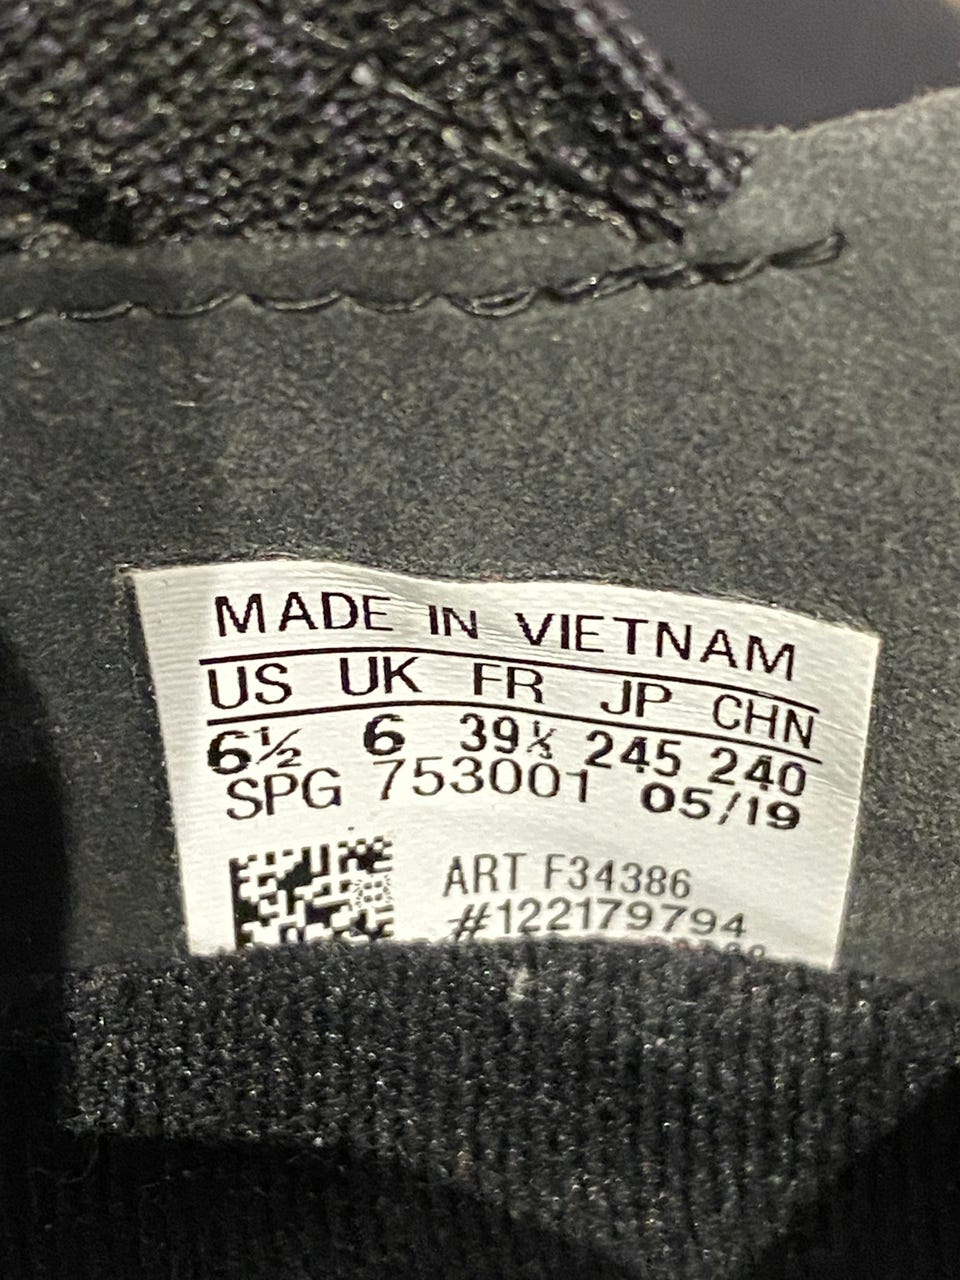 MADE IN VIETNAM
US UK FR JP CHN
6½ 6 39⅓ 245 240
SPG 753001 05/19
ART F34386
#122179794